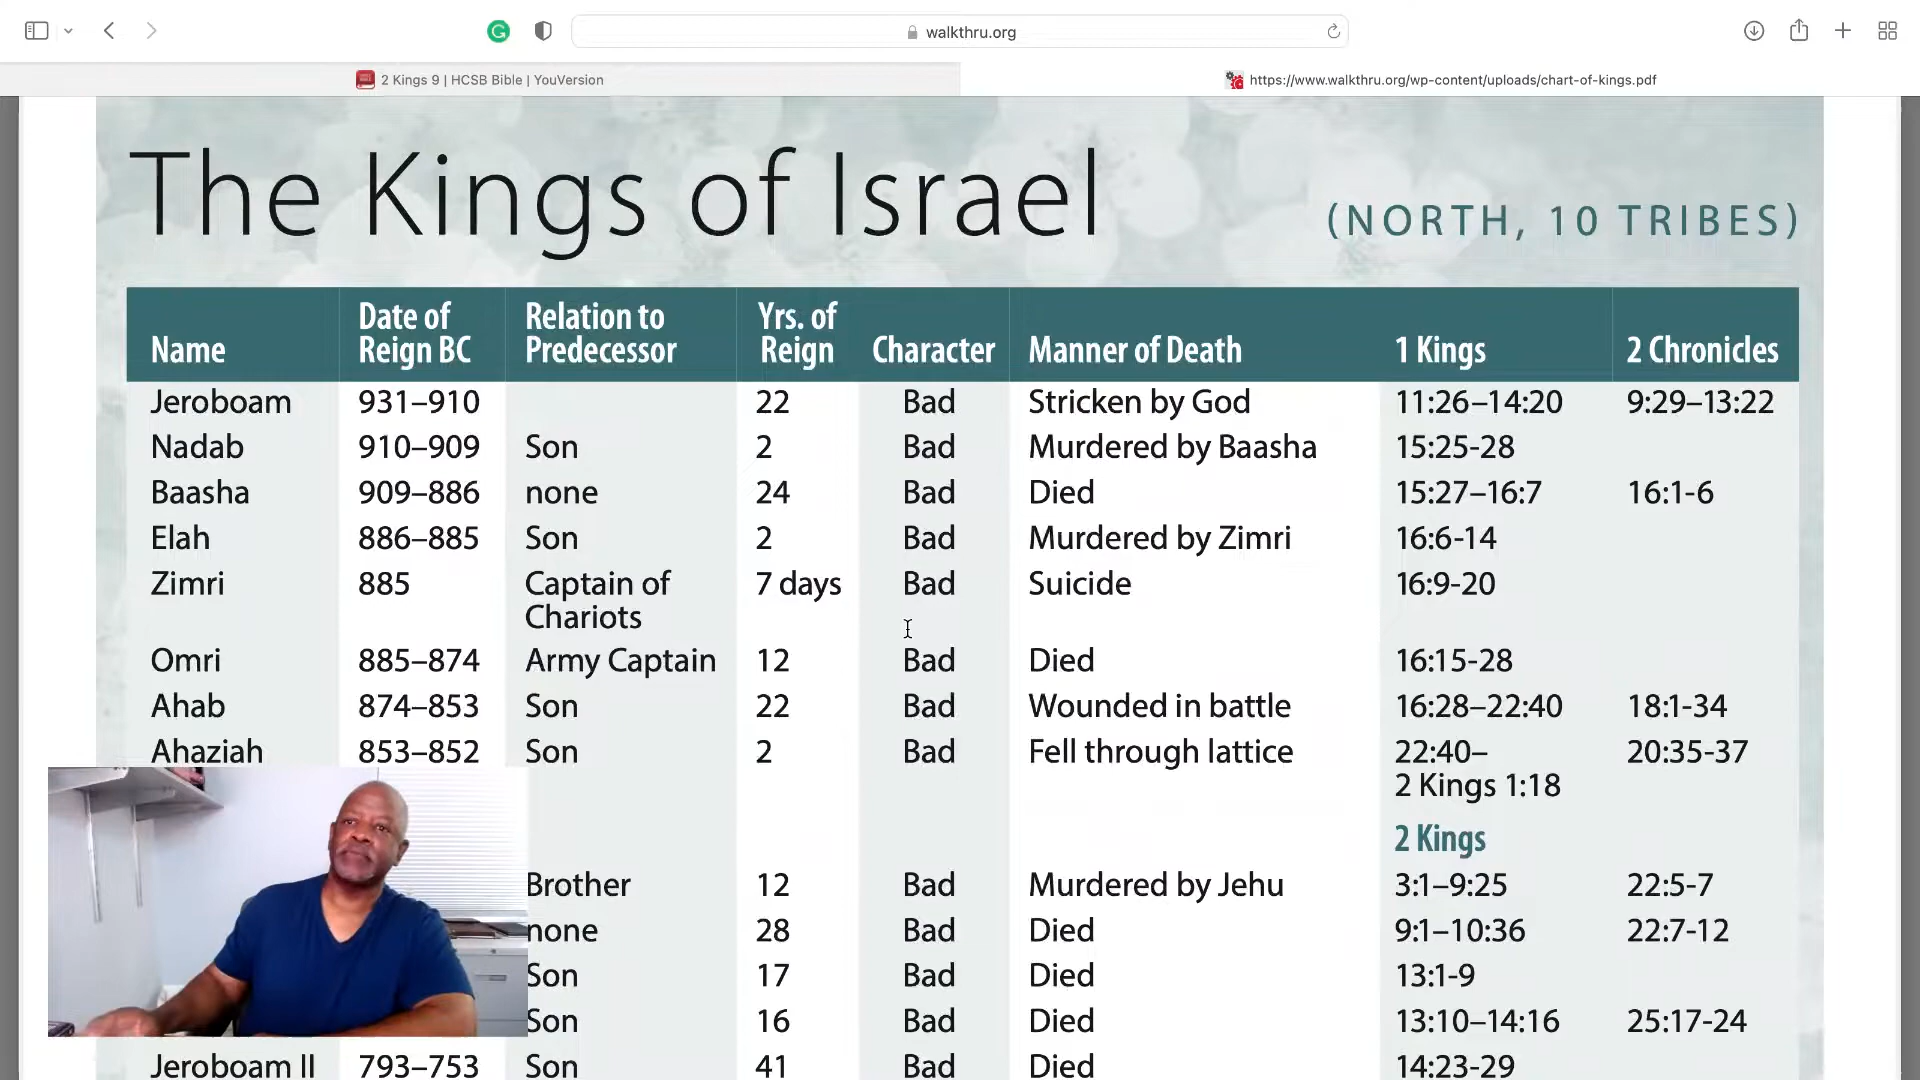 walkthru.org
2 Kings 9 | HCSB Bible | YouVersion
https://www.walkthru.org/wp-content/uploads/chart-of-kings.pdf
The Kings of Israel
(NORTH, 10 TRIBES)
Name Date of Reign BC Relation to Predecessor Yrs. of Reign Character Manner of Death 1 Kings 2 Chronicles
Jeroboam 931–910 22 Bad Stricken by God 11:26–14:20 9:29–13:22
Nadab 910–909 Son 2 Bad Murdered by Baasha 15:25-28
Baasha 909–886 none 24 Bad Died 15:27–16:7 16:1-6
Elah 886–885 Son 2 Bad Murdered by Zimri 16:6-14
Zimri 885 Captain of 7 days Bad Suicide 16:9-20
Chariots
Omri 885–874 Army Captain 12 Bad Died 16:15-28
Ahab 874–853 Son 22 Bad Wounded in battle 16:28–22:40 18:1-34
Ahaziah 853–852 Son 2 Bad Fell through lattice 22:40– 20:35-37
2 Kings 1:18
2 Kings
Brother 12 Bad Murdered by Jehu 3:1–9:25 22:5-7
none 28 Bad Died 9:1–10:36 22:7-12
Son 17 Bad Died 13:1-9
Son 16 Bad Died 13:10–14:16 25:17-24
Jeroboam II 793–753 Son 41 Bad Died 14:23-29